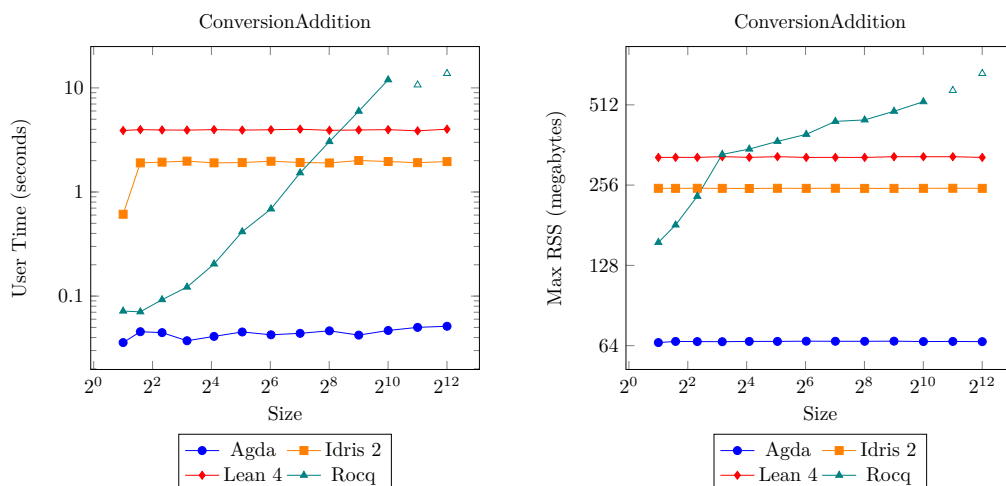 ConversionAddition
10
1
0.1
User Time (seconds)
2^0 2^2 2^4 2^6 2^8 2^10 2^12
Size
Agda Idris 2
Lean 4 Rocq
ConversionAddition
512
256
128
64
Max RSS (megabytes)
2^0 2^2 2^4 2^6 2^8 2^10 2^12
Size
Agda Idris 2
Lean 4 Rocq